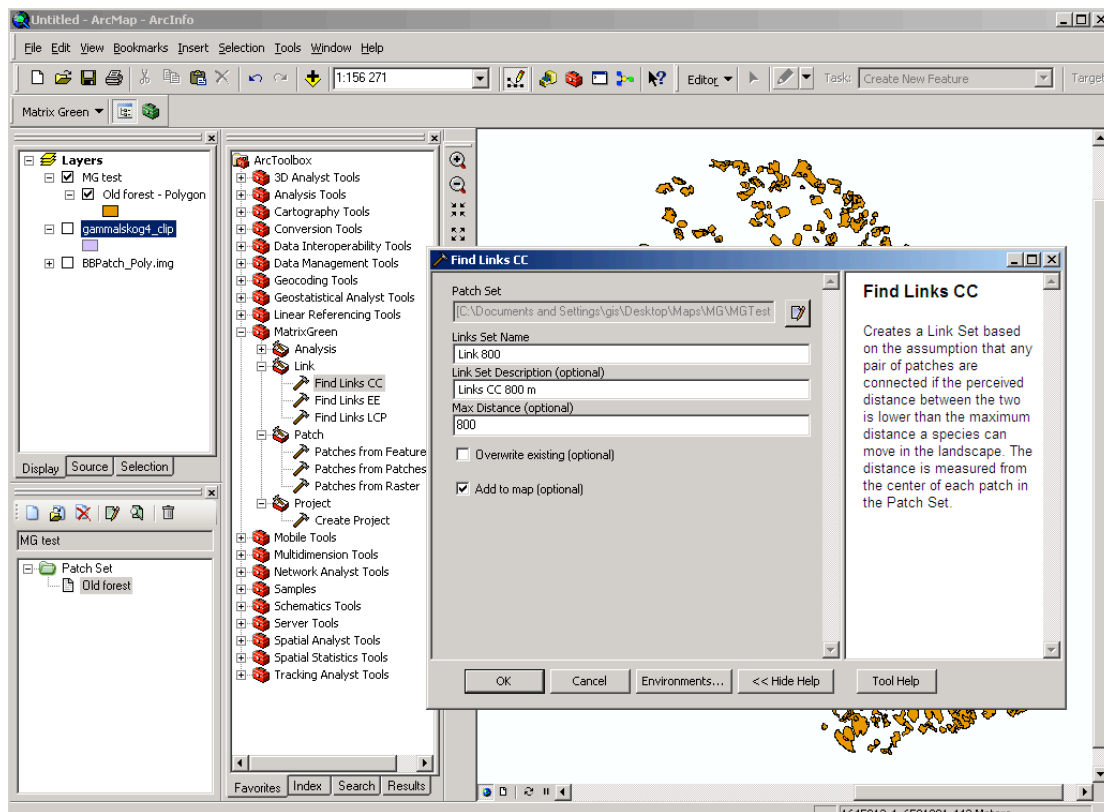 Untitled - ArcMap - ArcInfo
File Edit View Bookmarks Insert Selection Tools Window Help
1:156 271
Editor
Task:
Create New Feature
Target
Matrix Green
Layers
MG test
Old forest - Polygon
gammalskog4_clip
BBPatch_Poly.img
Display Source Selection
MG test
Patch Set
Old forest
ArcToolbox
3D Analyst Tools
Analysis Tools
Cartography Tools
Conversion Tools
Data Interoperability Tools
Data Management Tools
Geocoding Tools
Geostatistical Analyst Tools
Linear Referencing Tools
MatrixGreen
Analysis
Link
Find Links CC
Find Links EE
Find Links LCP
Patch
Patches from Feature
Patches from Patches
Patches from Raster
Project
Create Project
Mobile Tools
Multidimension Tools
Network Analyst Tools
Samples
Schematics Tools
Server Tools
Spatial Analyst Tools
Spatial Statistics Tools
Tracking Analyst Tools
Favorites Index Search Results
Find Links CC
Patch Set
[C:\Documents and Settings\gis\Desktop\Maps\MG\MGTest
Links Set Name
Link 800
Link Set Description (optional)
Links CC 800 m
Max Distance (optional)
800
Overwrite existing (optional)
Add to map (optional)
OK
Cancel
Environments...
<< Hide Help
Tool Help
Find Links CC
Creates a Link Set based
on the assumption that any
pair of patches are
connected if the perceived
distance between the two
is lower than the maximum
distance a species can
move in the landscape. The
distance is measured from
the center of each patch in
the Patch Set.